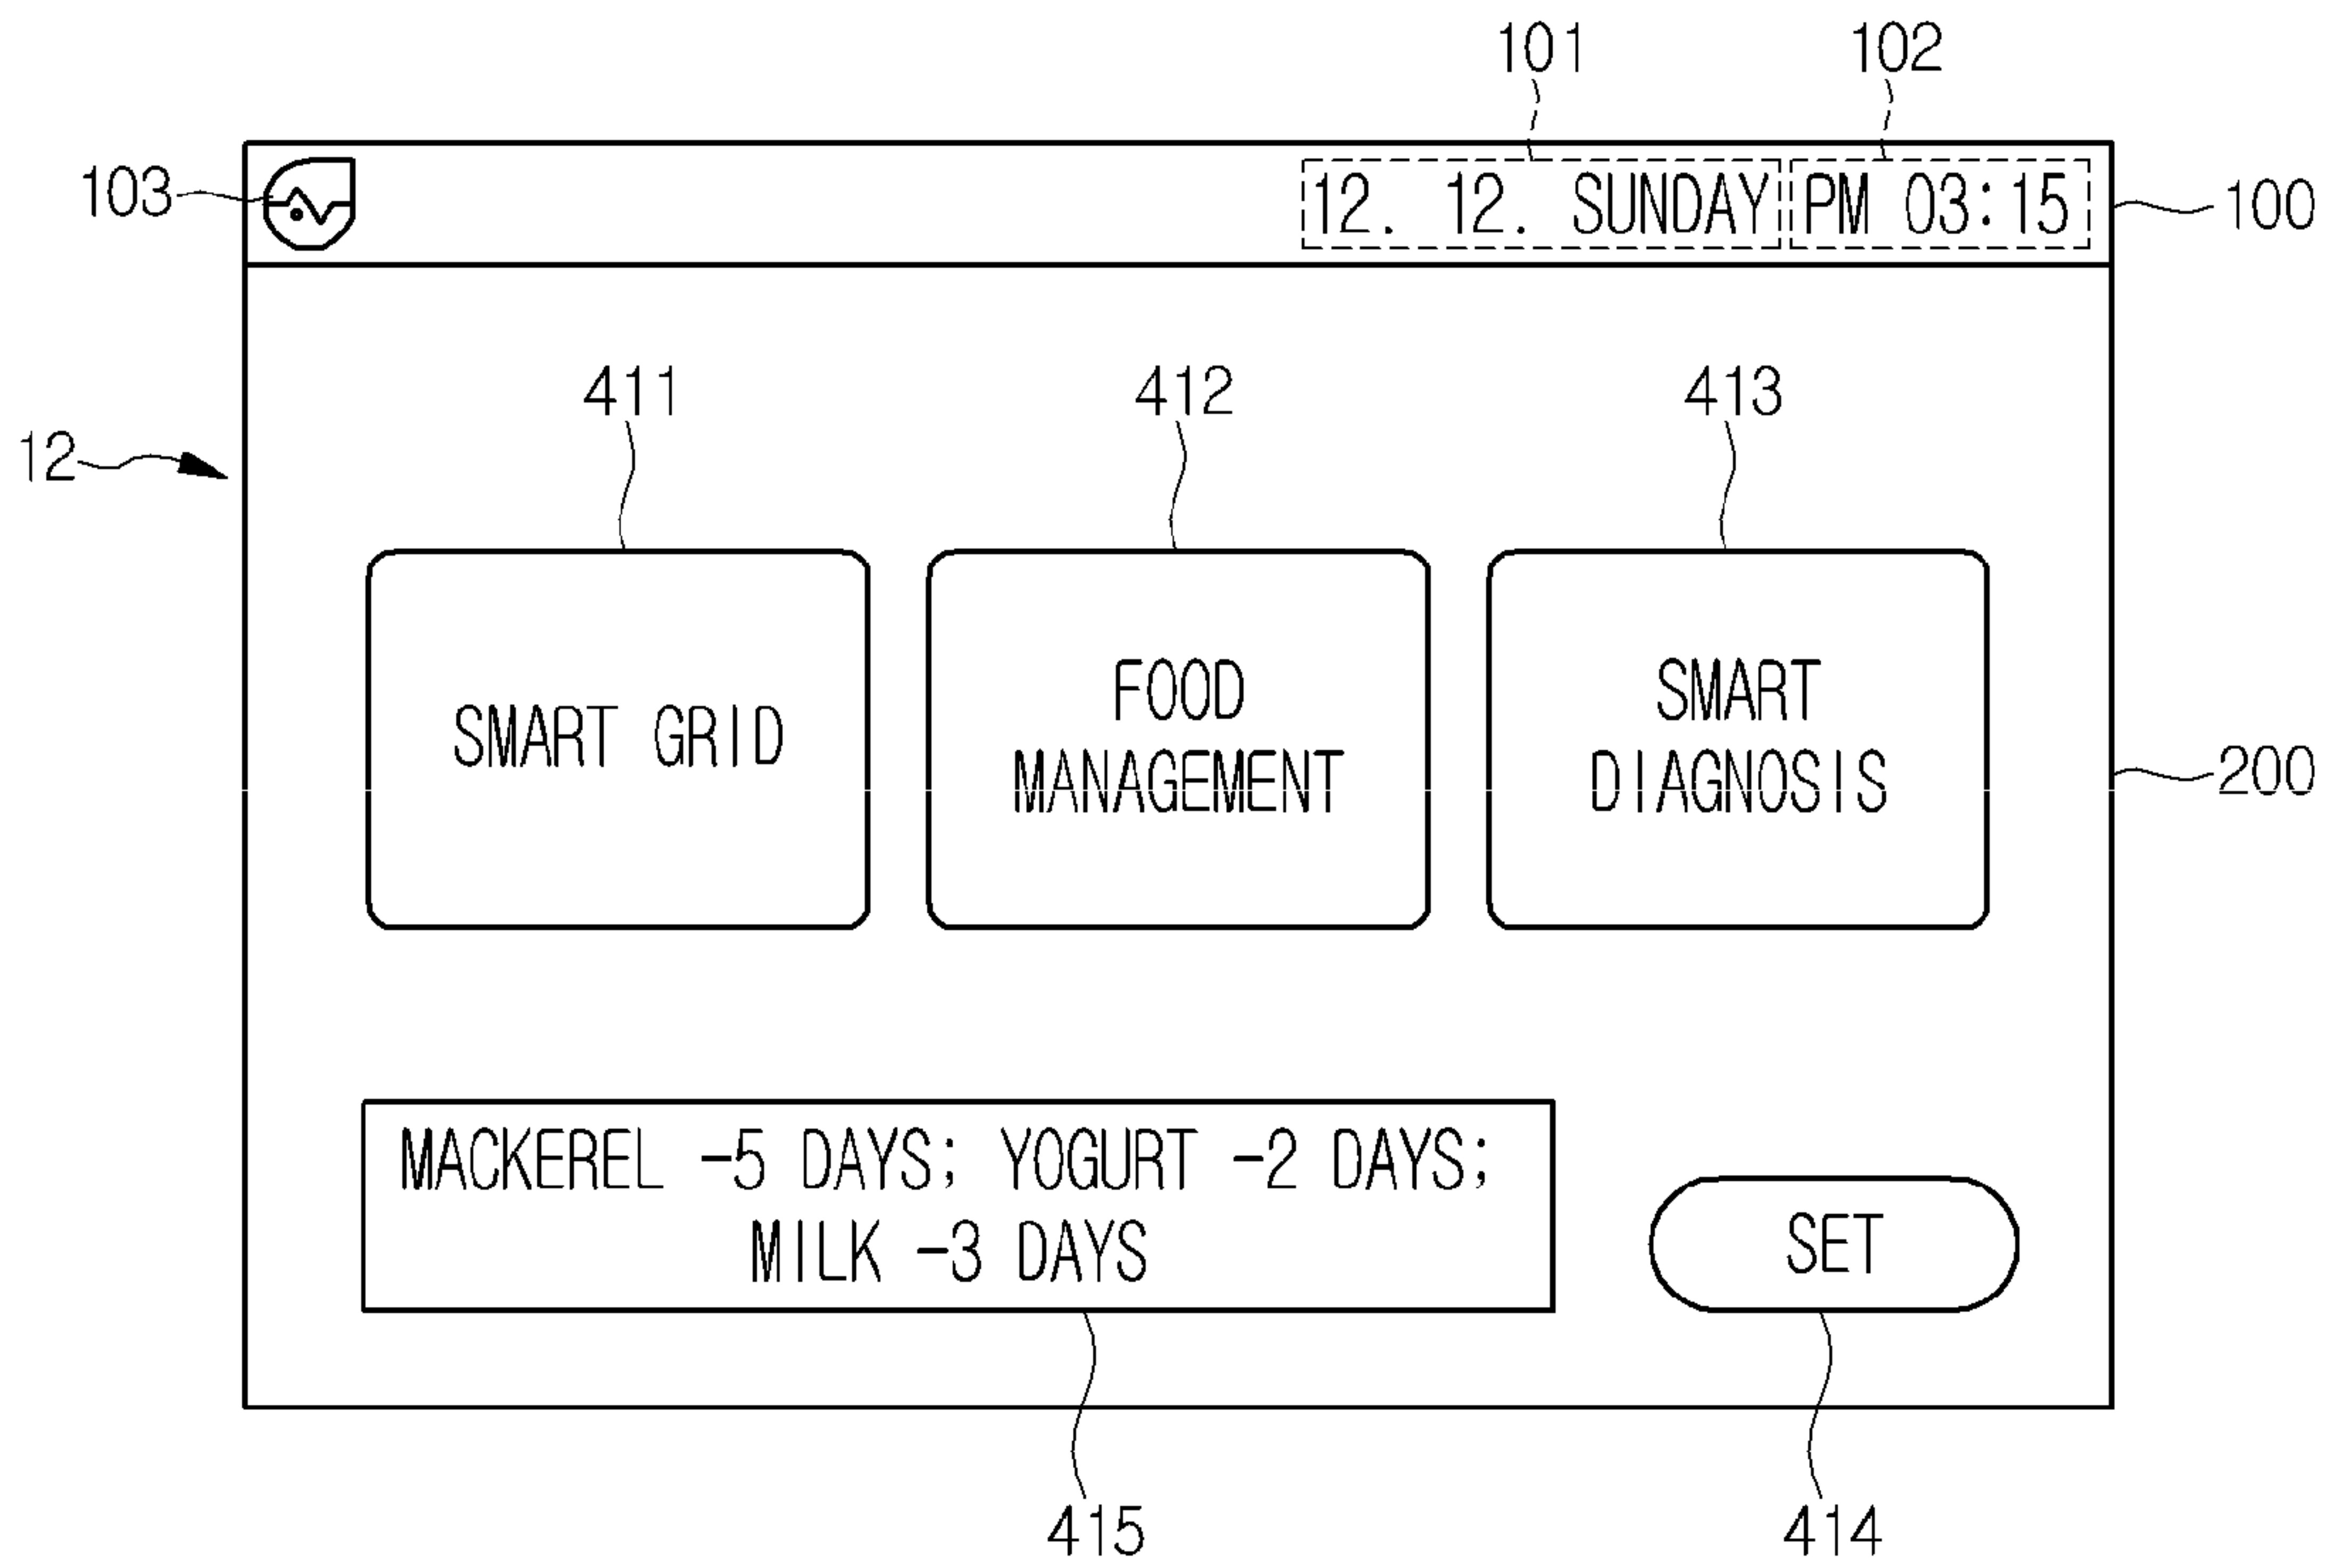 101
102
103
12. 12. SUNDAY PM 03:15
100
411
412
413
12
SMART GRID
FOOD
MANAGEMENT
SMART
DIAGNOSIS
200
MACKEREL -5 DAYS; YOGURT -2 DAYS;
MILK -3 DAYS
SET
415
414